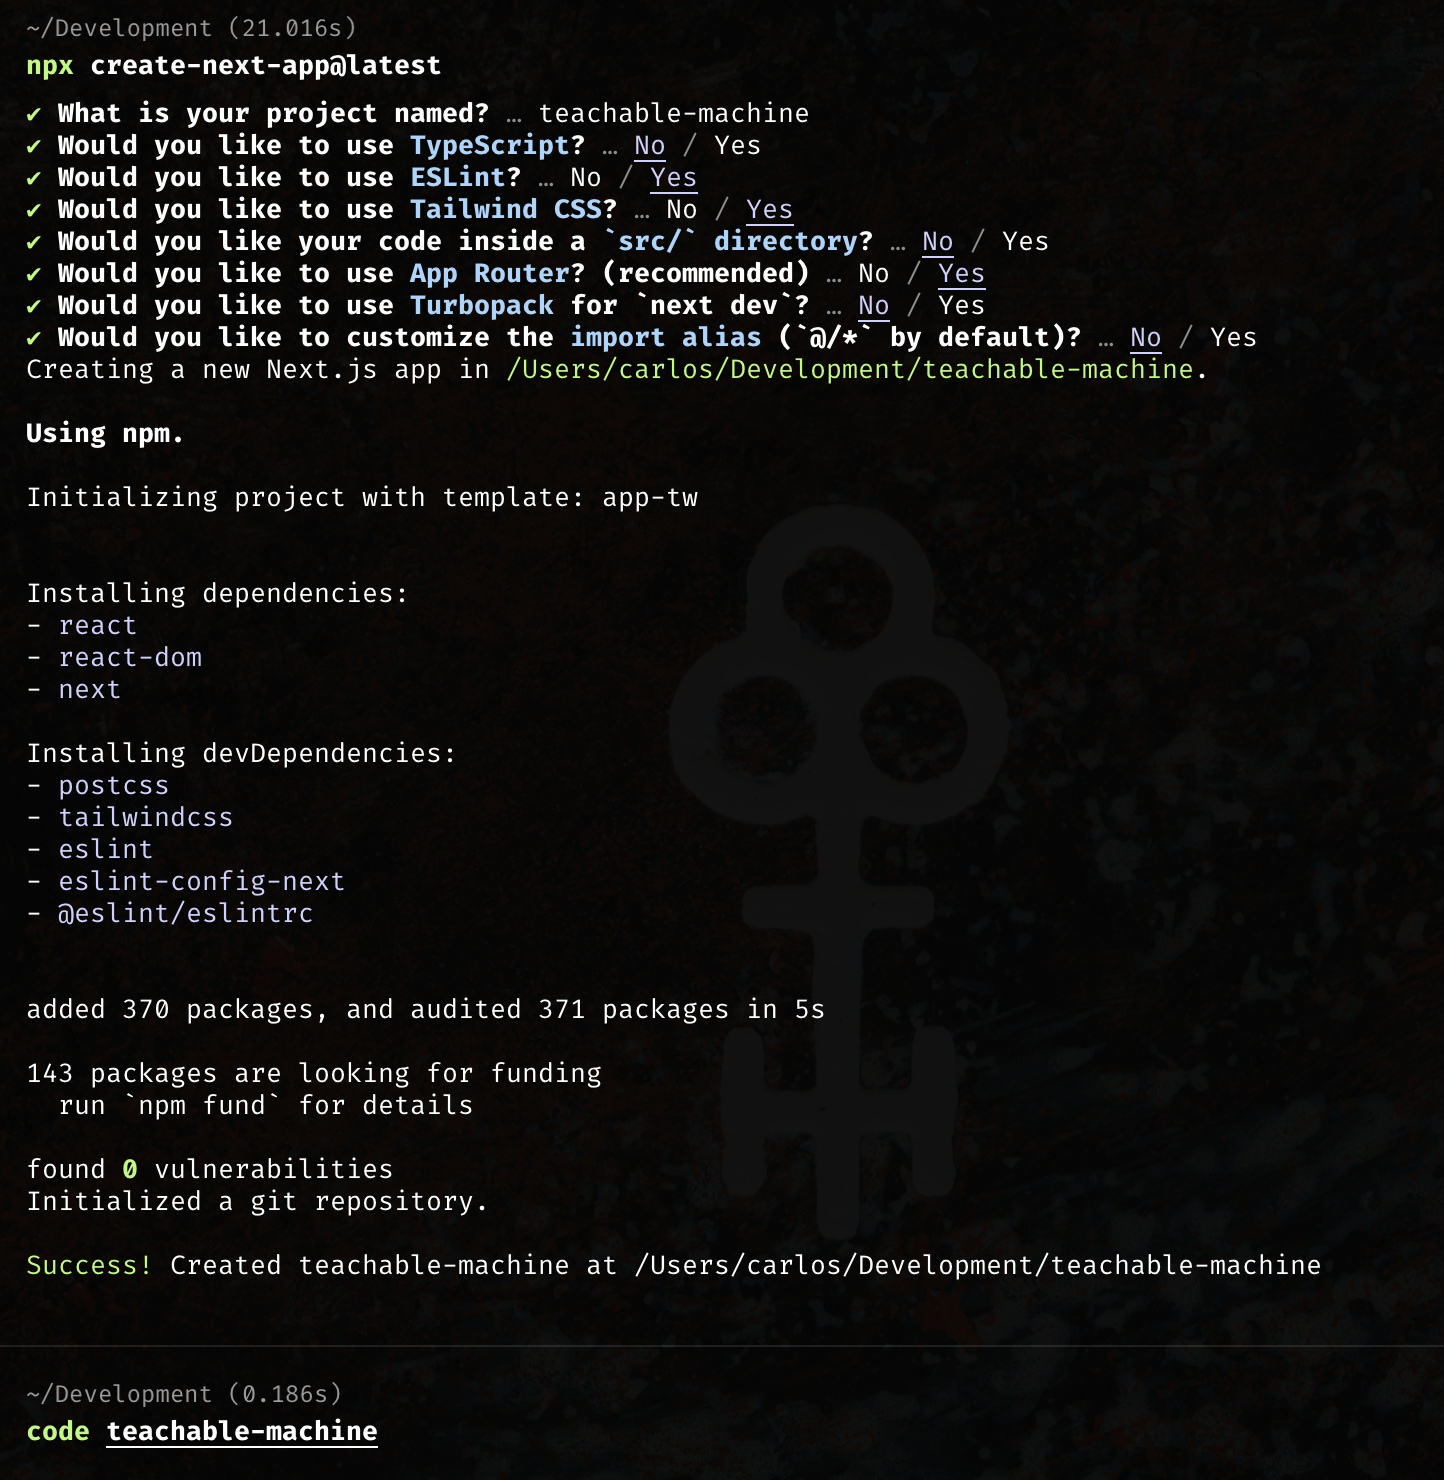 ~/Development (21.016s)
npx create-next-app@latest
✔ What is your project named? … teachable-machine
✔ Would you like to use TypeScript? … No / Yes
✔ Would you like to use ESLint? … No / Yes
✔ Would you like to use Tailwind CSS? … No / Yes
✔ Would you like your code inside a `src/` directory? … No / Yes
✔ Would you like to use App Router? (recommended) … No / Yes
✔ Would you like to use Turbopack for `next dev`? … No / Yes
✔ Would you like to customize the import alias (`@/*` by default)? … No / Yes
Creating a new Next.js app in /Users/carlos/Development/teachable-machine.
Using npm.
Initializing project with template: app-tw
Installing dependencies:
- react
- react-dom
- next
Installing devDependencies:
- postcss
- tailwindcss
- eslint
- eslint-config-next
- @eslint/eslintrc
added 370 packages, and audited 371 packages in 5s
143 packages are looking for funding
run `npm fund` for details
found 0 vulnerabilities
Initialized a git repository.
Success! Created teachable-machine at /Users/carlos/Development/teachable-machine
~/Development (0.186s)
code teachable-machine